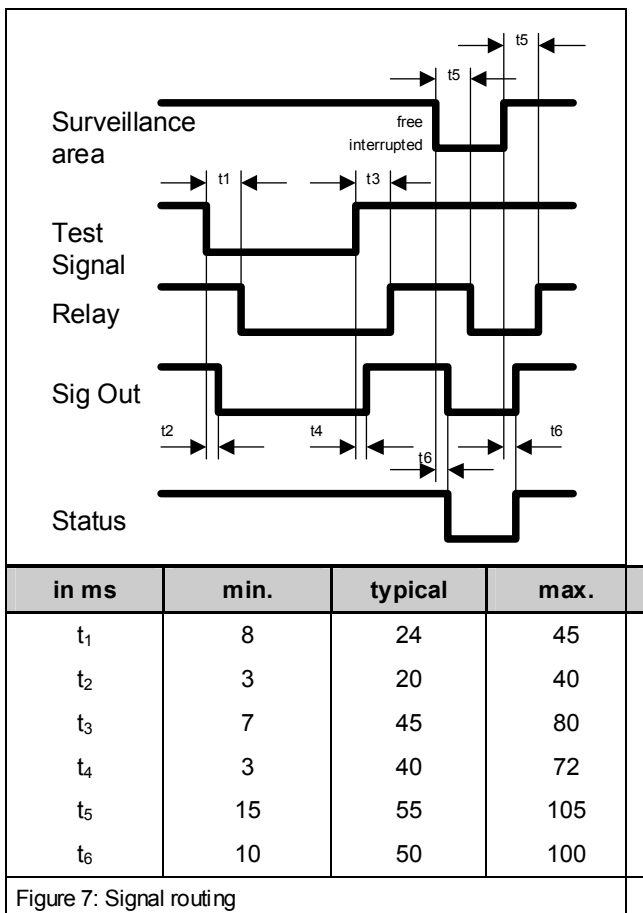 t5
t5
Surveillance
area
free
interrupted
t1
t3
Test
Signal
Relay
Sig Out
t2
t4
t6
t6
Status
in ms min. typical max.
t1 8 24 45
t2 3 20 40
t3 7 45 80
t4 3 40 72
t5 15 55 105
t6 10 50 100
Figure 7: Signal routing